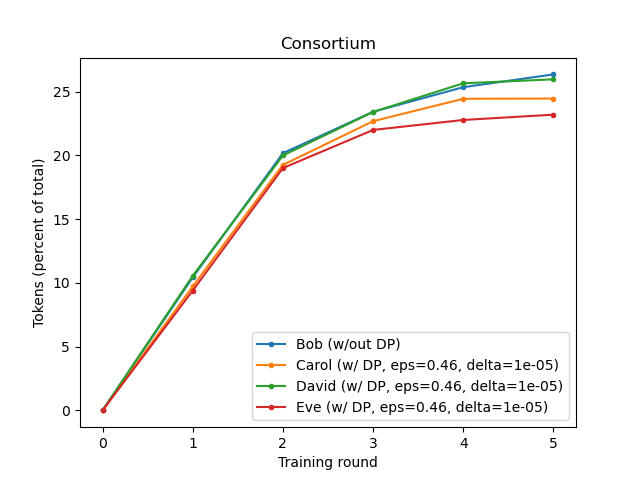 Consortium
Tokens (percent of total)
25
20
15
10
5
0
Bob (w/out DP)
Carol (w/ DP, eps=0.46, delta=1e-05)
David (w/ DP, eps=0.46, delta=1e-05)
Eve (w/ DP, eps=0.46, delta=1e-05)
0 1 2 3 4 5
Training round